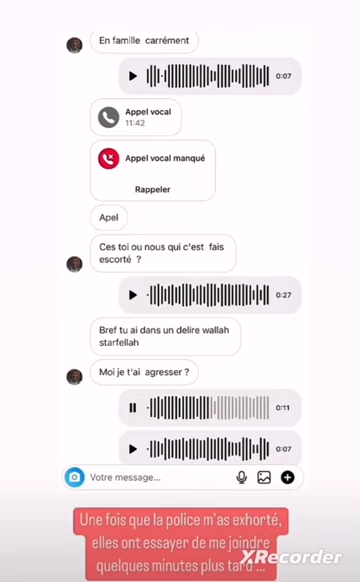 En famille carrément
0:07
Appel vocal
11:42
Appel vocal manqué
Rappeler
Apel
Ces toi ou nous qui c'est fais
escorté ?
0:27
Bref tu ai dans un delire wallah
starfellah
Moi je t'ai agresser ?
0:11
0:07
Votre message...
Une fois que la police m'as exhorté,
elles ont essayer de me joindre
quelques minutes plus tard ...
XRecorder